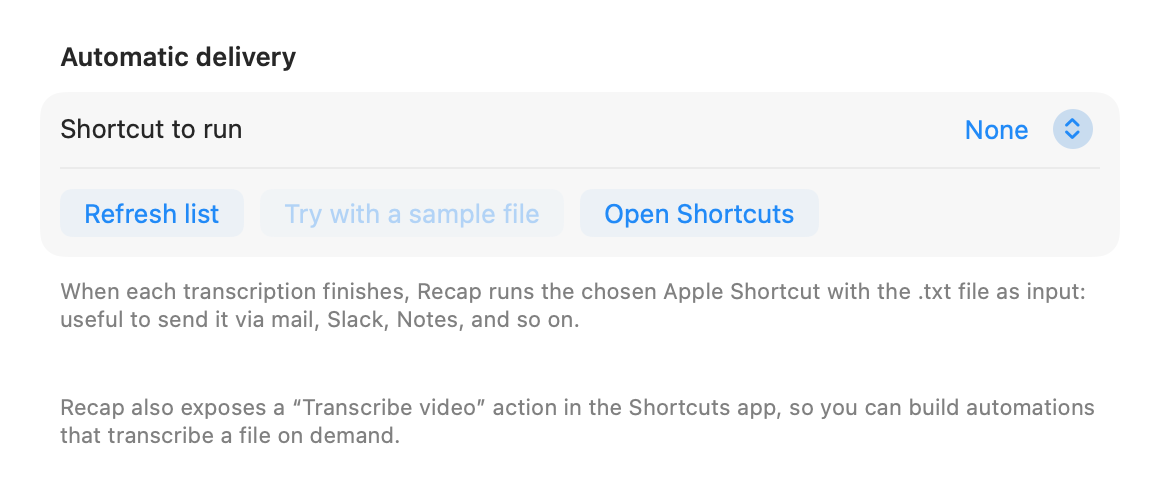 Automatic delivery
Shortcut to run
None
Refresh list
Try with a sample file
Open Shortcuts
When each transcription finishes, Recap runs the chosen Apple Shortcut with the .txt file as input:
useful to send it via mail, Slack, Notes, and so on.
Recap also exposes a “Transcribe video” action in the Shortcuts app, so you can build automations
that transcribe a file on demand.